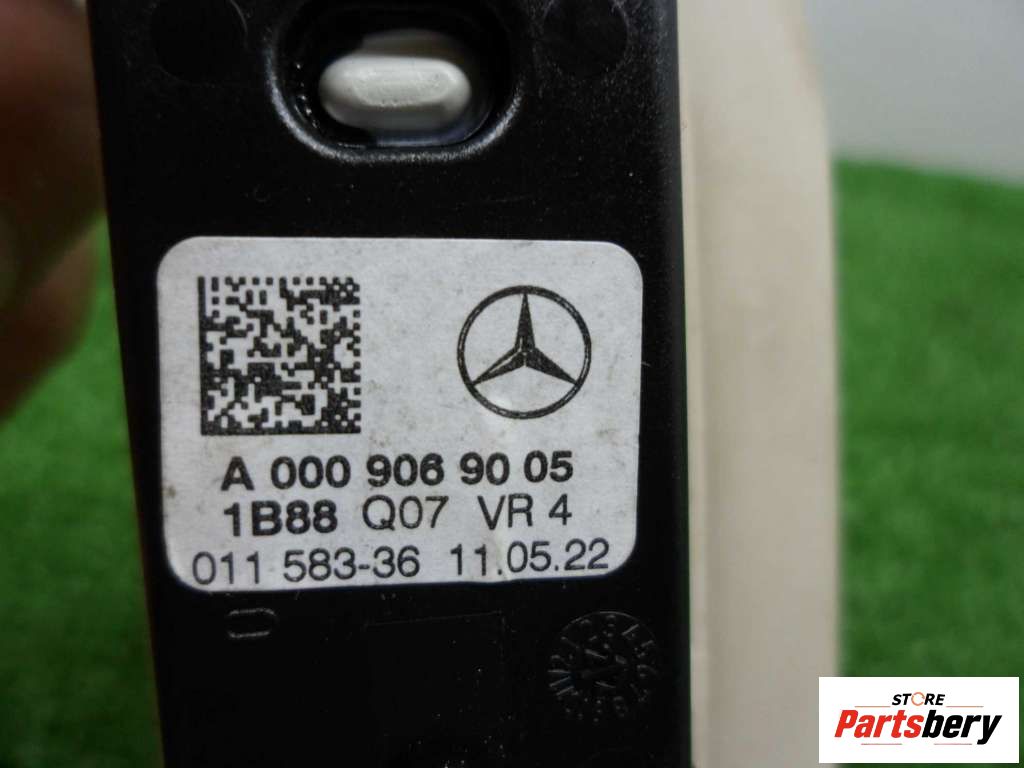 A 000 906 90 05
1B88 Q07 VR 4
011 583-36 11.05.22
STORE
Partsbery